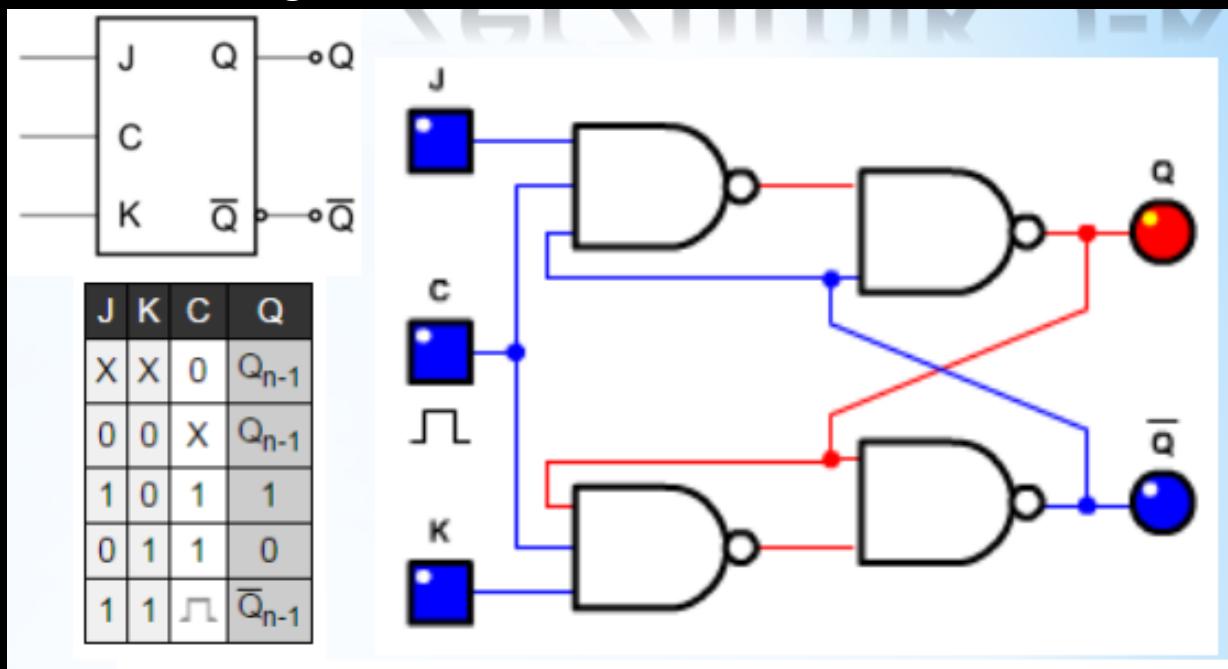 J Q Q
C
K Q̅ Q̅
J K C Q
X X 0 Qn-1
0 0 X Qn-1
1 0 1 1
0 1 1 0
1 1 Q̅n-1
J
C
K
Q
Q̅